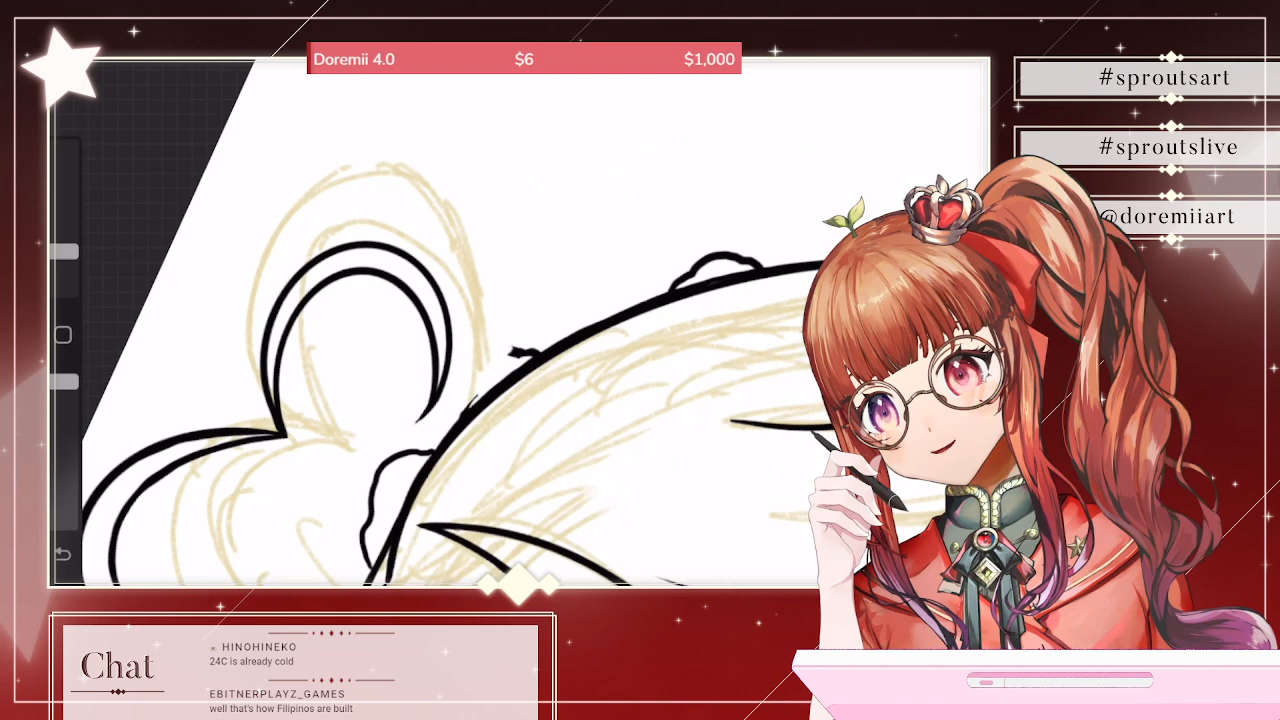 Doremii 4.0 $6 $1,000
#sproutsart
#sproutslive
@doremiiart
Chat
HINOHINEKO
24C is already cold
EBITNERPLAYZ_GAMES
well that's how Filipinos are built